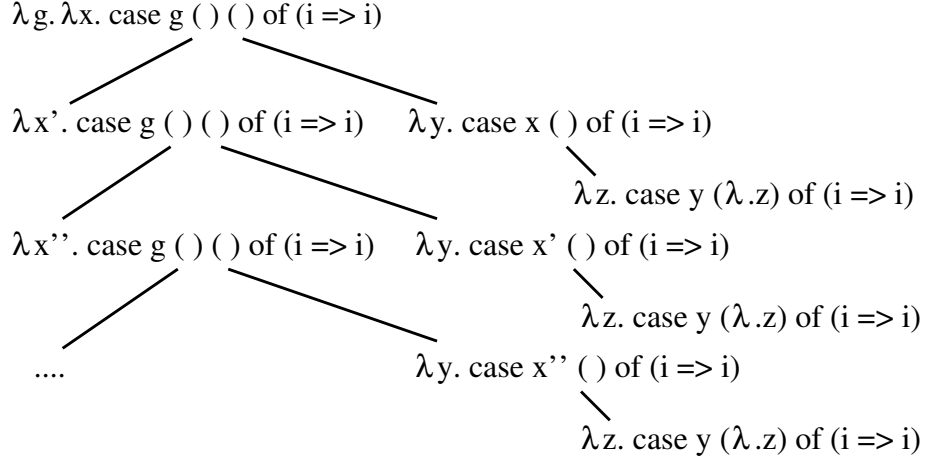 λg. λx. case g ( ) ( ) of (i => i)
λx'. case g ( ) ( ) of (i => i) λy. case x ( ) of (i => i)
λz. case y (λ.z) of (i => i)
λx''. case g ( ) ( ) of (i => i) λy. case x' ( ) of (i => i)
λz. case y (λ.z) of (i => i)
.... λy. case x'' ( ) of (i => i)
λz. case y (λ.z) of (i => i)